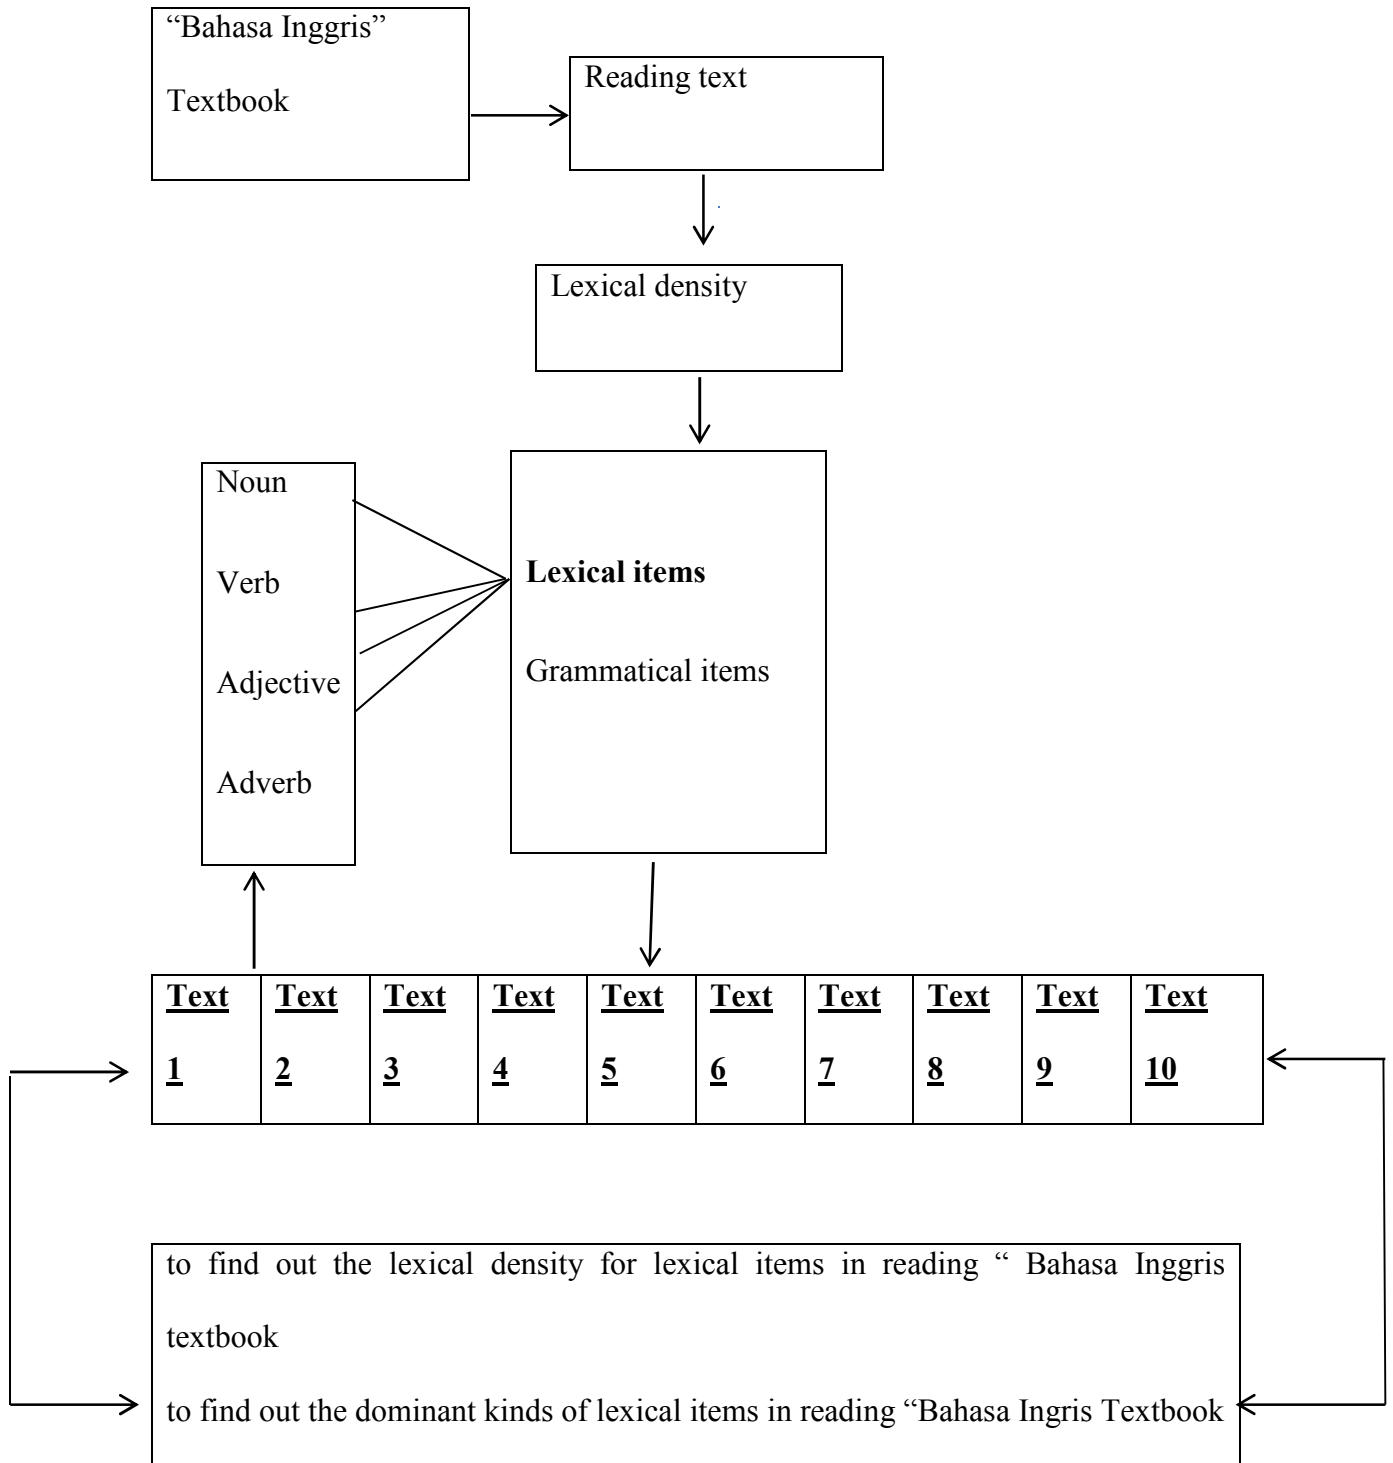 “Bahasa Inggris”
Textbook
Reading text
Lexical density
Noun
Verb
Adjective
Adverb
Lexical items
Grammatical items
Text 1
Text 2
Text 3
Text 4
Text 5
Text 6
Text 7
Text 8
Text 9
Text 10
to find out the lexical density for lexical items in reading “ Bahasa Inggris
textbook
to find out the dominant kinds of lexical items in reading “Bahasa Ingris Textbook